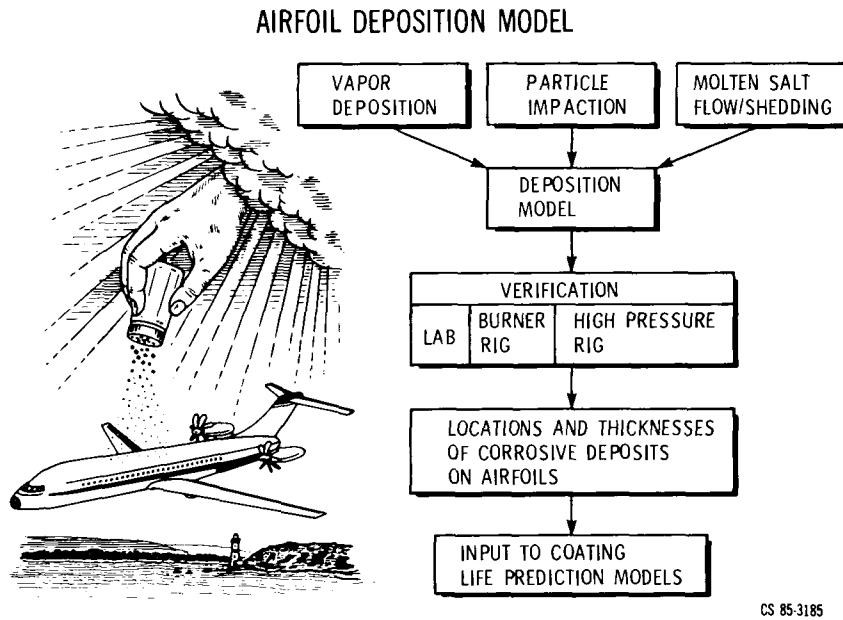 AIRFOIL DEPOSITION MODEL
VAPOR
DEPOSITION
PARTICLE
IMPACTION
MOLTEN SALT
FLOW/SHEDDING
DEPOSITION
MODEL
VERIFICATION
LAB
BURNER
RIG
HIGH PRESSURE
RIG
LOCATIONS AND THICKNESSES
OF CORROSIVE DEPOSITS
ON AIRFOILS
INPUT TO COATING
LIFE PREDICTION MODELS
CS 85-3185